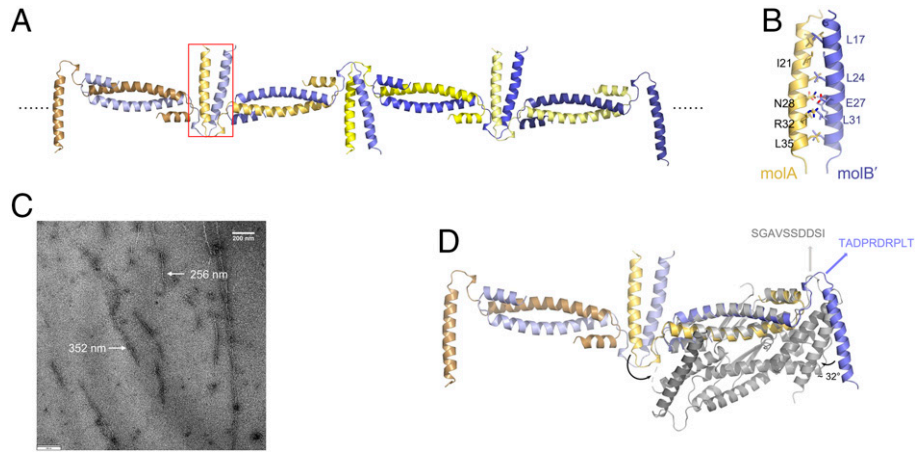 A
B
L17
I21
L24
N28
E27
R32
L31
L35
molA
molB'
C
200 nm
256 nm
352 nm
D
SGAVSSDDSI
TADPRDRPLT
~ 32°